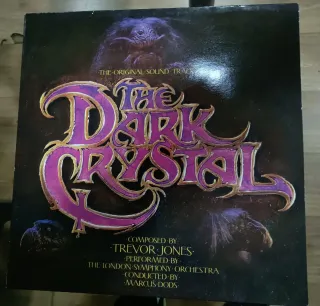 THE·ORIGINAL·SOUND·TRACK
THE
DARK
CRYSTAL
COMPOSED·BY
·TREVOR·JONES·
·PERFORMED·BY·
THE·LONDON·SYMPHONY·ORCHESTRA
·CONDUCTED·BY·
·MARCUS·DODS·